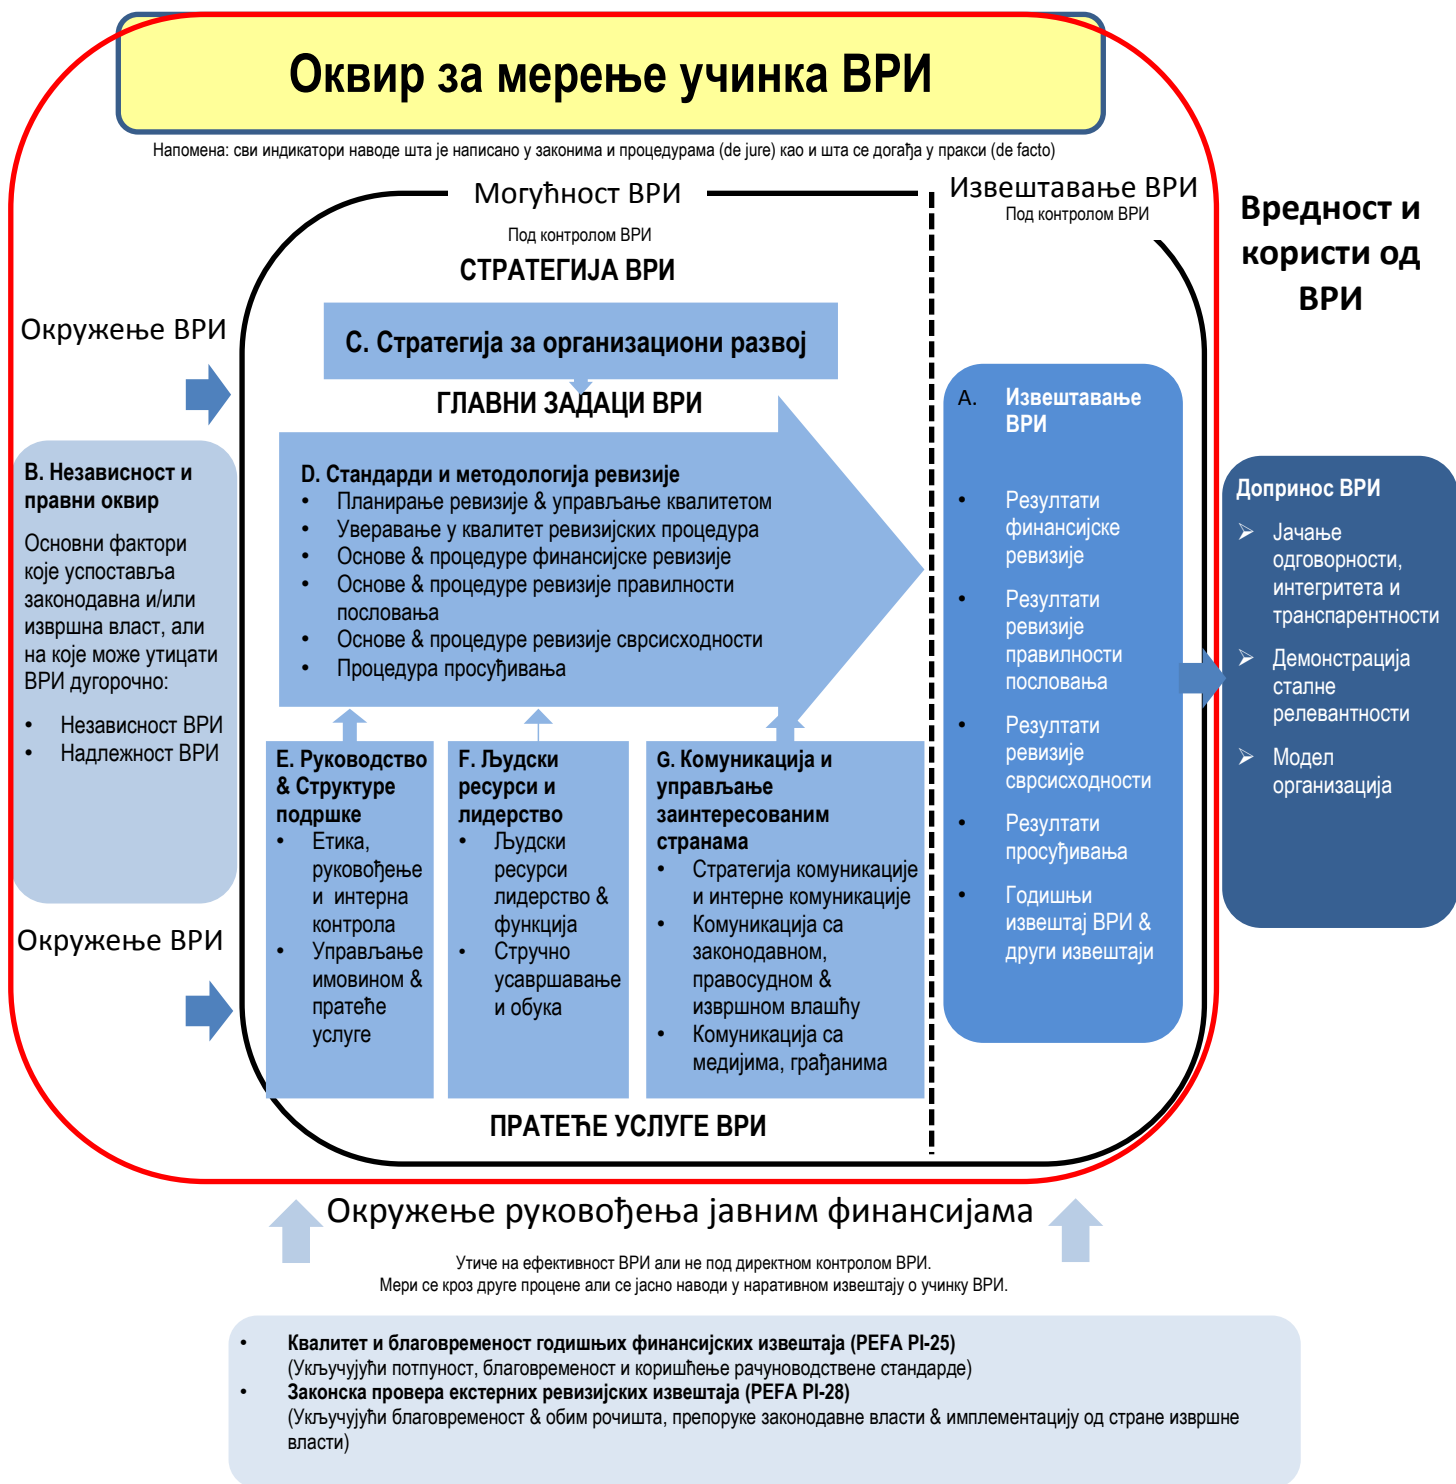 Оквир за мерење учинка ВРИ
Напомена: сви индикатори наводе шта је написано у законима и процедурама (de jure) као и шта се догађа у пракси (de facto)
Могућност ВРИ
Под контролом ВРИ
СТРАТЕГИЈА ВРИ
Извештавање ВРИ
Под контролом ВРИ
Вредност и
користи од
ВРИ
Окружење ВРИ
C. Стратегија за организациони развој
ГЛАВНИ ЗАДАЦИ ВРИ
B. Независност и
правни оквир
Основни фактори
које успоставља
законодавна и/или
извршна власт, али
на које може утицати
ВРИ дугорочно:
• Независност ВРИ
• Надлежност ВРИ
Окружење ВРИ
D. Стандарди и методологија ревизије
• Планирање ревизије & управљање квалитетом
• Уверавање у квалитет ревизијских процедура
• Основе & процедуре финансијске ревизије
• Основе & процедуре ревизије правилности
пословања
• Основе & процедуре ревизије сврсисходности
• Процедура просуђивања
E. Руководство
& Структуре
подршке
• Етика,
руковођење
и интерна
контрола
• Управљање
имовином &
пратеће
услуге
F. Људски
ресурси и
лидерство
• Људски
ресурси
лидерство &
функција
• Стручно
усавршавање
и обука
G. Комуникација и
управљање
заинтересованим
странама
• Стратегија комуникације
и интерне комуникације
• Комуникација са
законодавном,
правосудном &
извршном влашћу
• Комуникација са
медијима, грађанима
ПРАТЕЋЕ УСЛУГЕ ВРИ
A. Извештавање
ВРИ
• Резултати
финансијске
ревизије
• Резултати
ревизије
правилности
пословања
• Резултати
ревизије
сврсисходности
• Резултати
просуђивања
• Годишњи
извештај ВРИ &
други извештаји
Допринос ВРИ
➢ Јачање
одговорности,
интегритета и
транспарентности
➢ Демонстрација
сталне
релевантности
➢ Модел
организација
Окружење руковођења јавним финансијама
Утиче на ефективност ВРИ али не под директном контролом ВРИ.
Мери се кроз друге процене али се јасно наводи у наративном извештају о учинку ВРИ.
• Квалитет и благовременост годишњих финансијских извештаја (PEFA PI-25)
(Укључујући потпуност, благовременост и коришћење рачуноводствене стандарде)
• Законска провера екстерних ревизијских извештаја (PEFA PI-28)
(Укључујући благовременост & обим рочишта, препоруке законодавне власти & имплементацију од стране извршне
власти)